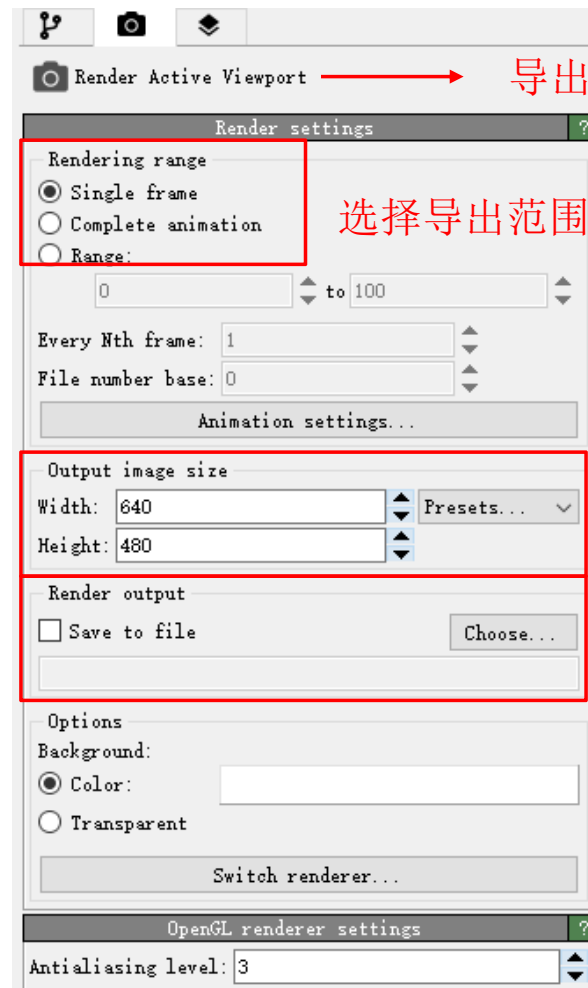 Render Active Viewport 导出
Render settings ?
Rendering range
Single frame
Complete animation
选择导出范围
Range:
0 to 100
Every Nth frame: 1
File number base: 0
Animation settings...
Output image size
Width: 640 Presets...
Height: 480
Render output
Save to file Choose...
Options
Background:
Color:
Transparent
Switch renderer...
OpenGL renderer settings ?
Antialiasing level: 3